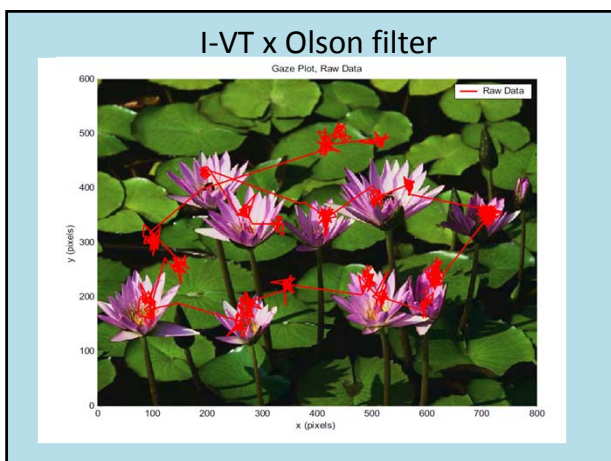 I-VT x Olson filter
Gaze Plot, Raw Data
Raw Data
600
500
400
300
200
100
0
y (pixels)
0 100 200 300 400 500 600 700 800
x (pixels)